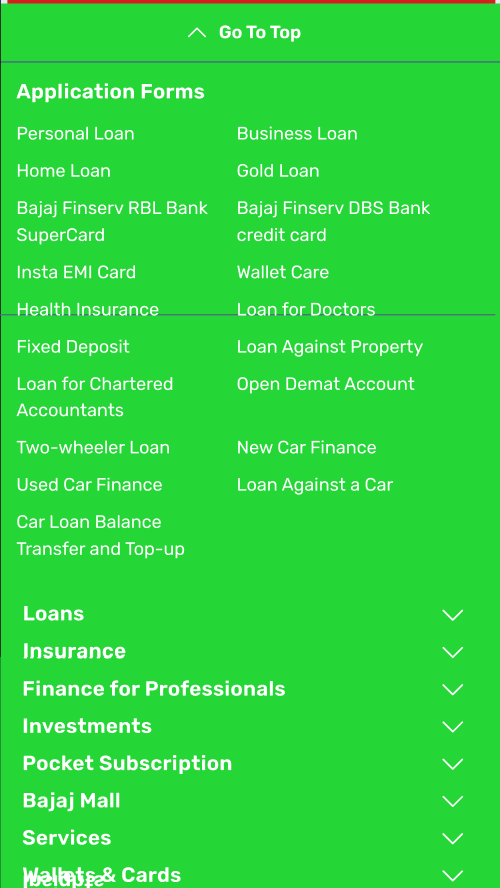 Go To Top
Application Forms
Personal Loan
Business Loan
Home Loan
Gold Loan
Bajaj Finserv RBL Bank
SuperCard
Bajaj Finserv DBS Bank
credit card
Insta EMI Card
Wallet Care
Health Insurance
Loan for Doctors
Fixed Deposit
Loan Against Property
Loan for Chartered
Accountants
Open Demat Account
Two-wheeler Loan
New Car Finance
Used Car Finance
Loan Against a Car
Car Loan Balance
Transfer and Top-up
Loans
Insurance
Finance for Professionals
Investments
Pocket Subscription
Bajaj Mall
Services
Wallets & Cards